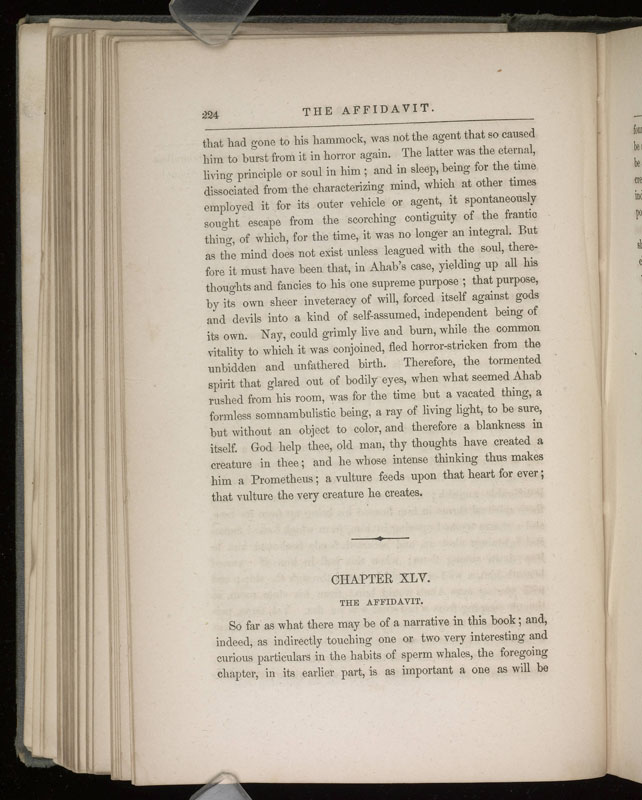 224 THE AFFIDAVIT.
that had gone to his hammock, was not the agent that so caused
him to burst from it in horror again. The latter was the eternal,
living principle or soul in him; and in sleep, being for the time
dissociated from the characterizing mind, which at other times
employed it for its outer vehicle or agent, it spontaneously
sought escape from the scorching contiguity of the frantic
thing, of which, for the time, it was no longer an integral. But
as the mind does not exist unless leagued with the soul, there-
fore it must have been that, in Ahab's case, yielding up all his
thoughts and fancies to his one supreme purpose; that purpose,
by its own sheer inveteracy of will, forced itself against gods
and devils into a kind of self-assumed, independent being of
its own. Nay, could grimly live and burn, while the common
vitality to which it was conjoined, fled horror-stricken from the
unbidden and unfathered birth. Therefore, the tormented
spirit that glared out of bodily eyes, when what seemed Ahab
rushed from his room, was for the time but a vacated thing, a
formless somnambulistic being, a ray of living light, to be sure,
but without an object to color, and therefore a blankness in
itself. God help thee, old man, thy thoughts have created a
creature in thee; and he whose intense thinking thus makes
him a Prometheus; a vulture feeds upon that heart for ever;
that vulture the very creature he creates.
CHAPTER XLV.
THE AFFIDAVIT.
So far as what there may be of a narrative in this book; and,
indeed, as indirectly touching one or two very interesting and
curious particulars in the habits of sperm whales, the foregoing
chapter, in its earlier part, is as important a one as will be